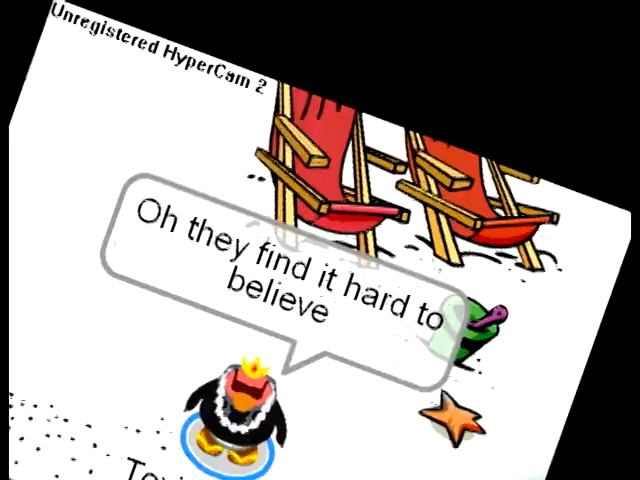 Unregistered HyperCam 2
Oh they find it hard to
believe